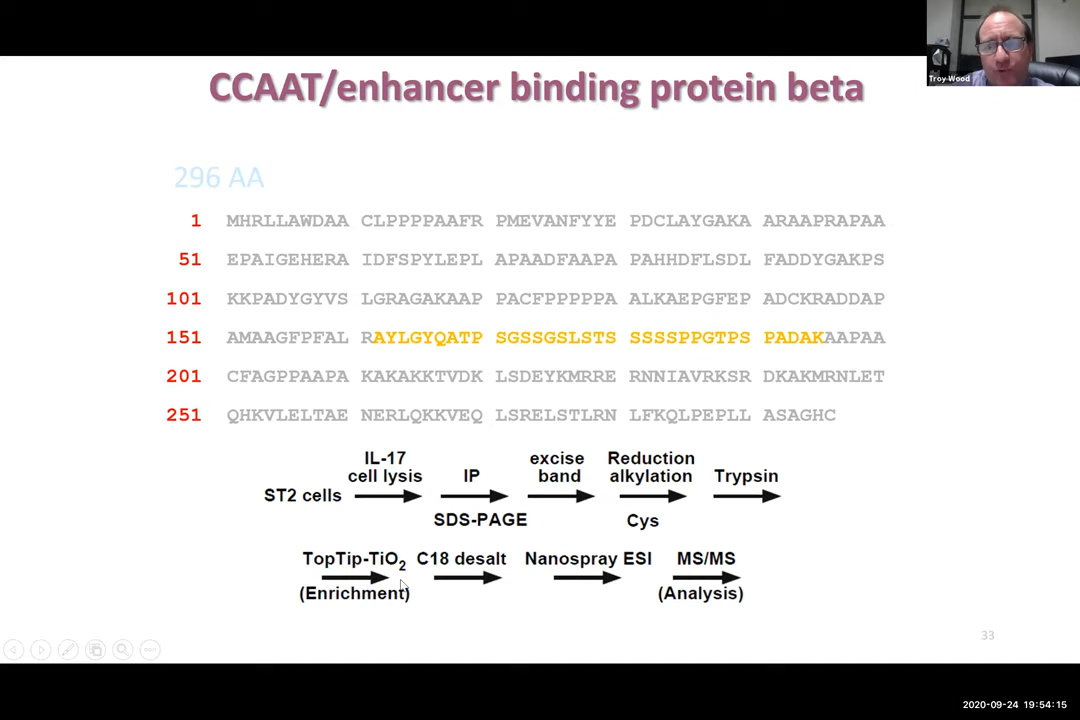 Troy Wood
CCAAT/enhancer binding protein beta
296 AA
1 MHRLLAWDAA CLPPPPAAFR PMEVANFYYE PDCLAYGAKA ARAAPRAPAA
51 EPAIGEHERA IDFSPYLEPL APAADFAAPA PAHHDFLSDL FADDYGAKPS
101 KKPADYGYVS LGRAGAKAAP PACFPPPPPA ALKAEPGFEP ADCKRADDAP
151 AMAAGFPFAL RAYLGYQATP SGSSGSLSTS SSSSPPGTPS PADAKAAPAA
201 CFAGPPAAPA KAKAKKTVDK LSDEYKMRRE RNNIAVRKSR DKAKMRNLET
251 QHKVLELTAE NERLQKKVEQ LSRELSTLRN LFKQLPEPLL ASAGHC
IL-17 excise Reduction
cell lysis IP band alkylation Trypsin
ST2 cells
SDS-PAGE Cys
TopTip-TiO2 C18 desalt Nanospray ESI MS/MS
(Enrichment) (Analysis)
33
2020-09-24 19:54:15